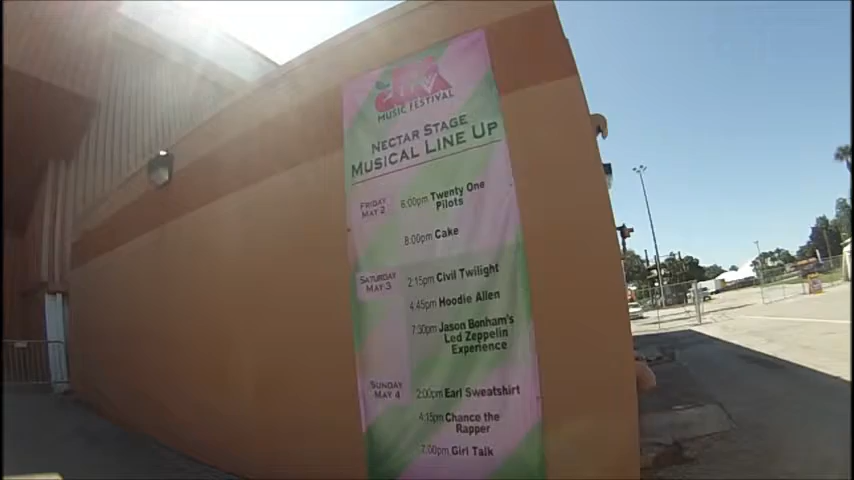 MUSIC FESTIVAL
NECTAR STAGE
MUSICAL LINE UP
FRIDAY
MAY 2
6:00pm Twenty One
Pilots
8:00pm Cake
SATURDAY
MAY 3
2:15pm Civil Twilight
4:45pm Hoodie Allen
7:30pm Jason Bonham's
Led Zeppelin
Experience
SUNDAY
MAY 4
2:00pm Earl Sweatshirt
4:15pm Chance the
Rapper
7:00pm Girl Talk